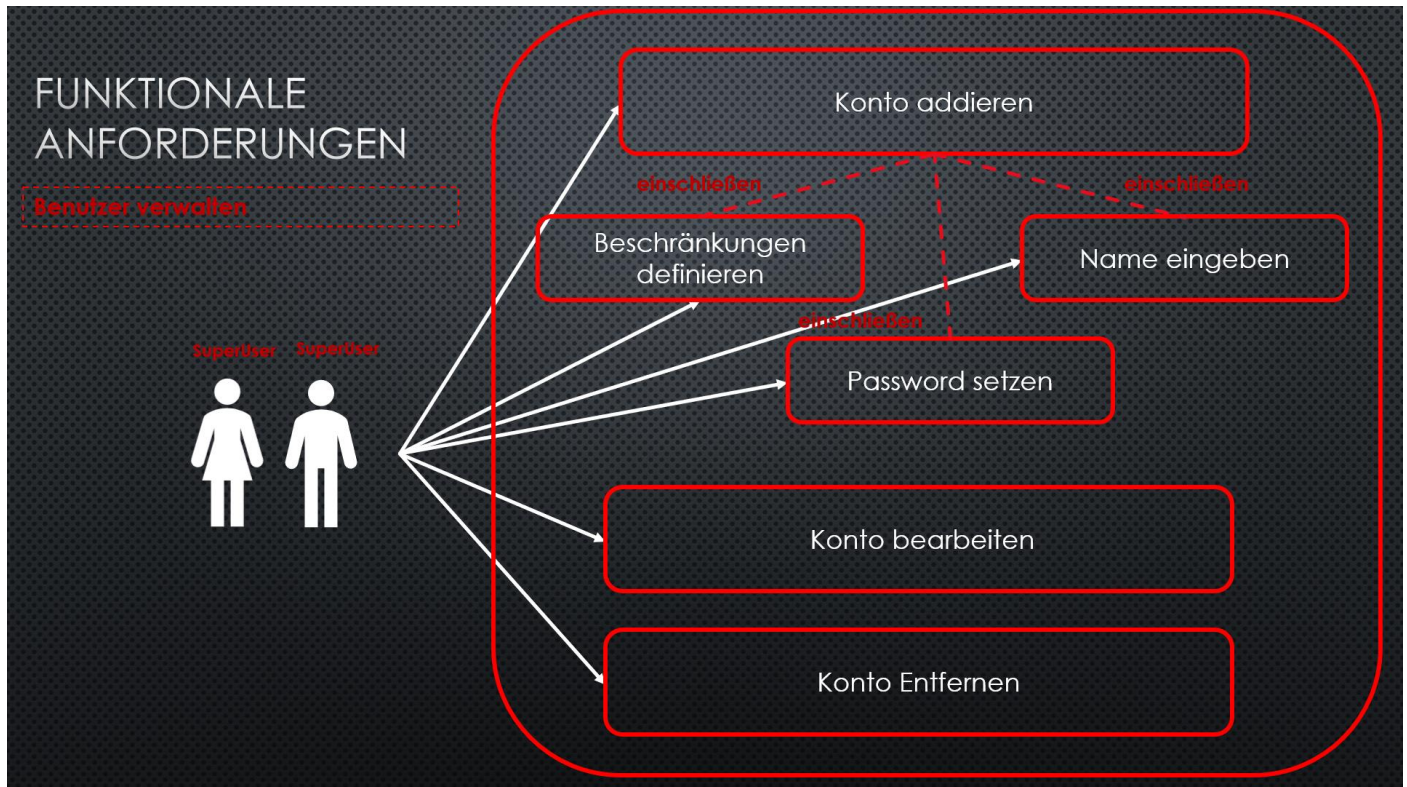 FUNKTIONALE
ANFORDERUNGEN
Benutzer verwalten
Konto addieren
einschließen
einschließen
Beschränkungen
definieren
Name eingeben
einschließen
SuperUser
SuperUser
Password setzen
Konto bearbeiten
Konto Entfernen